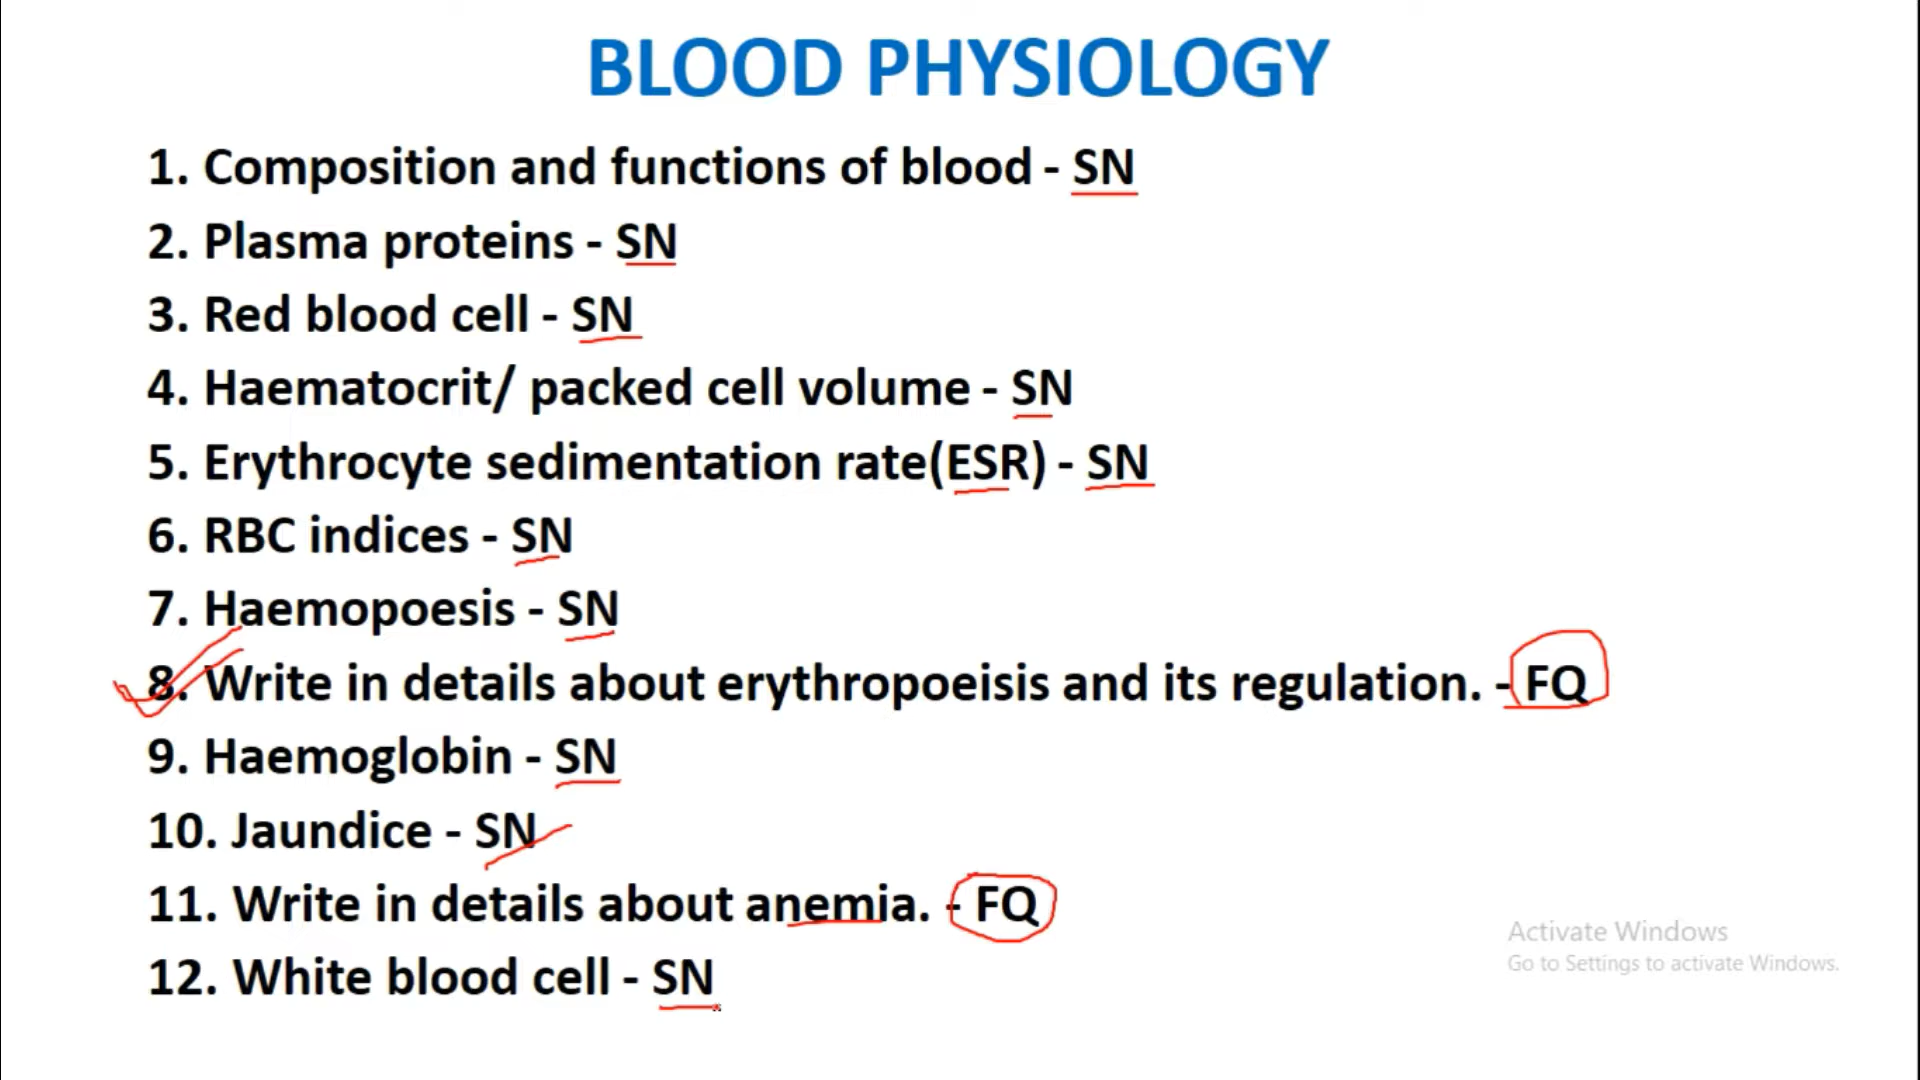 BLOOD PHYSIOLOGY
1. Composition and functions of blood - SN
2. Plasma proteins - SN
3. Red blood cell - SN
4. Haematocrit/ packed cell volume - SN
5. Erythrocyte sedimentation rate(ESR) - SN
6. RBC indices - SN
7. Haemopoesis - SN
8. Write in details about erythropoeisis and its regulation. - FQ
9. Haemoglobin - SN
10. Jaundice - SN
11. Write in details about anemia. - FQ
12. White blood cell - SN
Activate Windows
Go to Settings to activate Windows.